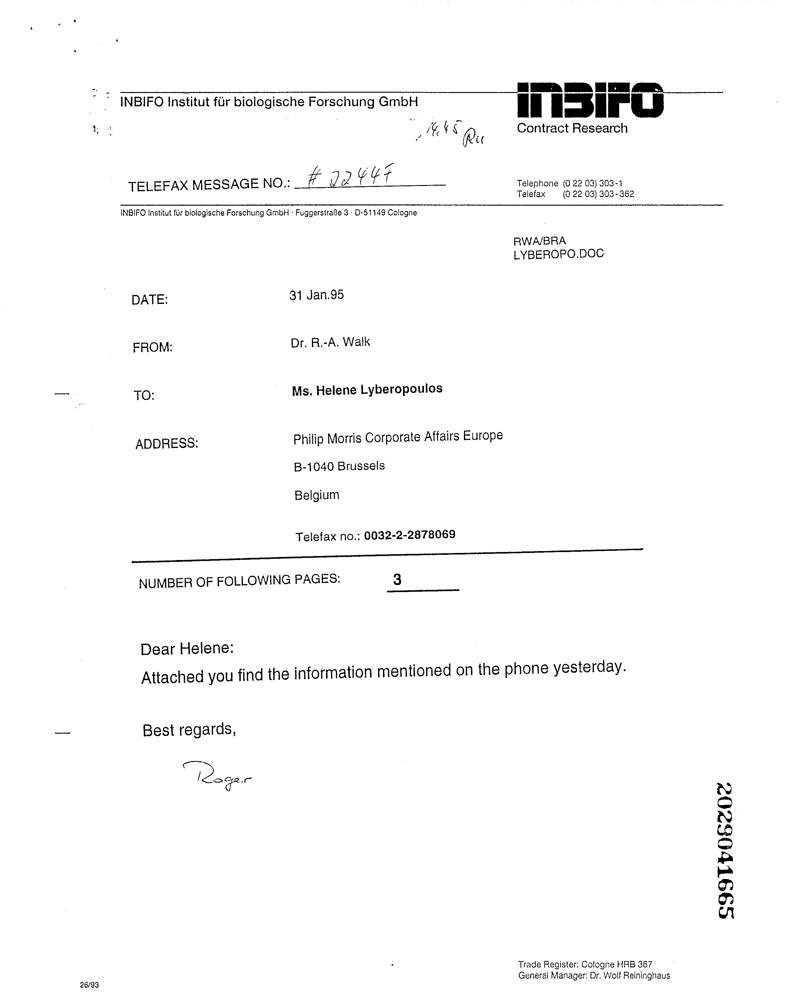 INBIFO Institut für biologische Forschung GmbH
INBIFO
Contract Research
14.45 Ru
TELEFAX MESSAGE NO.: # 22447
Telephone (0 22 03) 303-1
Telefax (0 22 03) 303-362
INBIFO Institut für biologische Forschung GmbH · Fuggerstraße 3 · D-51149 Cologne
RWA/BRA
LYBEROPO.DOC
DATE: 31 Jan.95
FROM: Dr. R.-A. Walk
TO: Ms. Helene Lyberopoulos
ADDRESS: Philip Morris Corporate Affairs Europe
B-1040 Brussels
Belgium
Telefax no.: 0032-2-2878069
NUMBER OF FOLLOWING PAGES: 3
Dear Helene:
Attached you find the information mentioned on the phone yesterday.
Best regards,
Roger
2029041665
Trade Register: Cologne HRB 367
General Manager: Dr. Wolf Reininghaus
26/93